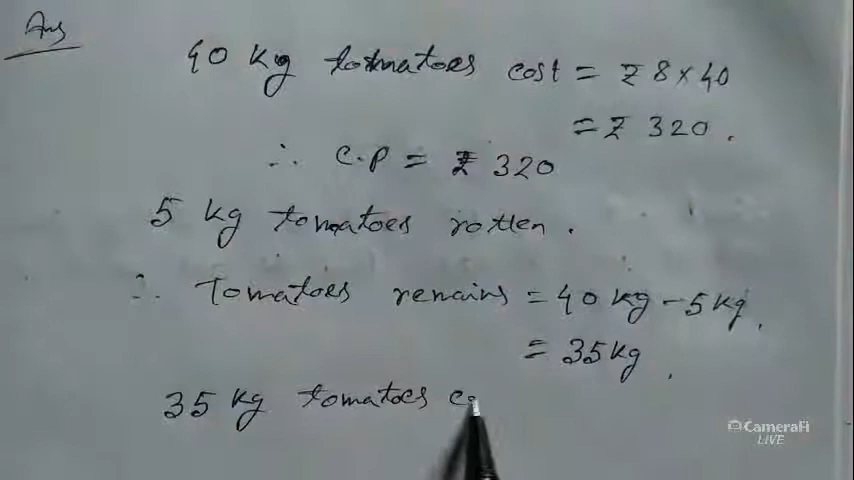 Ans
40 kg tomatoes cost = ₹ 8 × 40
= ₹ 320.
∴ C.P = ₹ 320
5 kg tomatoes rotten.
∴ Tomatoes remains = 40 kg - 5 kg.
= 35 kg.
35 kg tomatoes co
CameraFi
LIVE